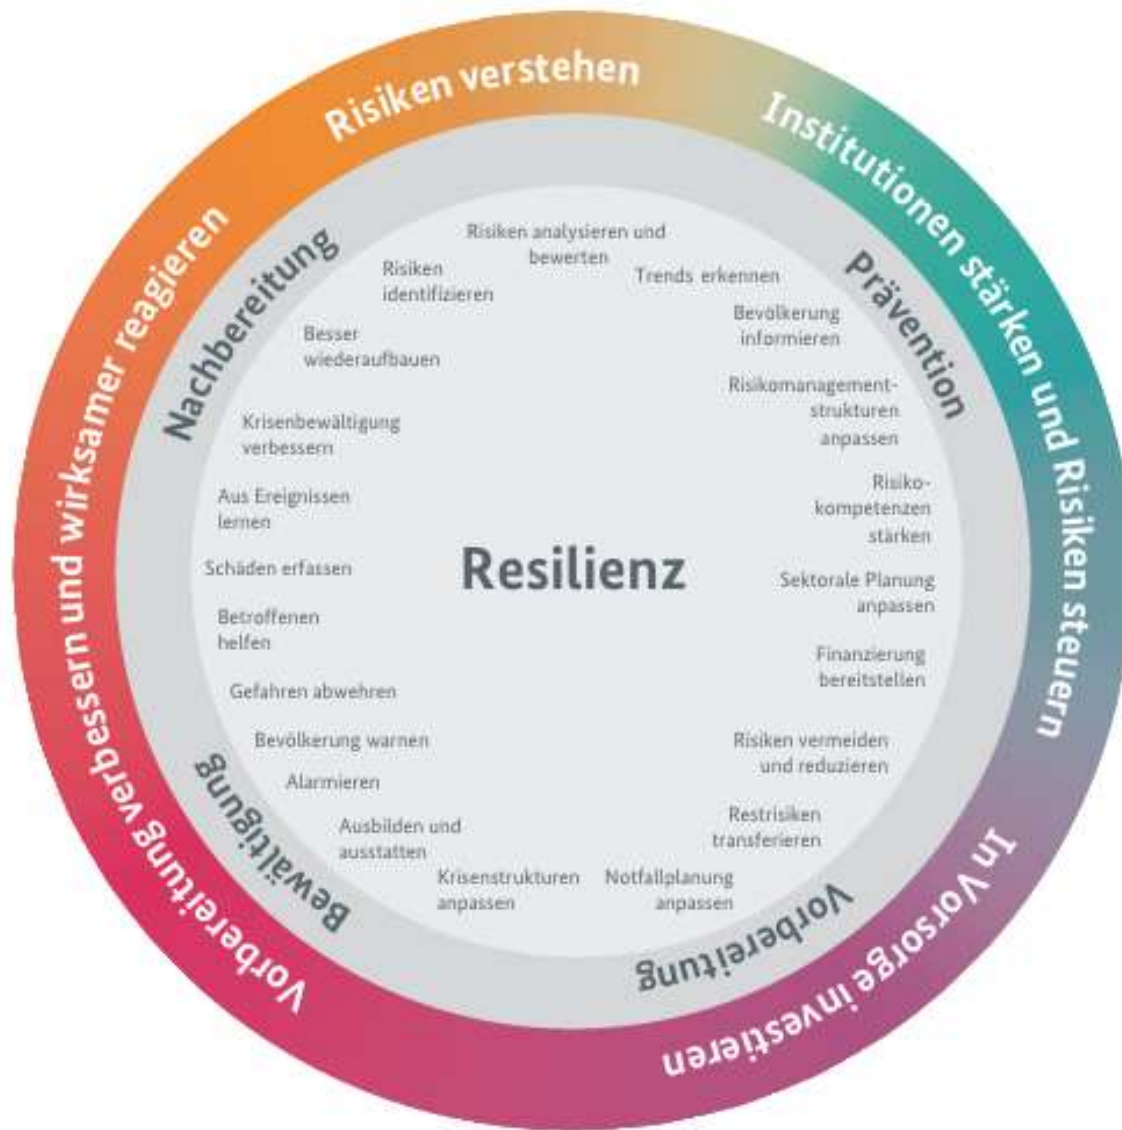 Risiken verstehen
Institutionen stärken und Risiken steuern
In Vorsorge investieren
Vorbereitung verbessern und wirksamer reagieren
Prävention
Vorbereitung
Bewältigung
Nachbereitung
Risiken analysieren und
bewerten
Trends erkennen
Bevölkerung
informieren
Risikomanagement-
strukturen
anpassen
Risiko-
kompetenzen
stärken
Sektorale Planung
anpassen
Finanzierung
bereitstellen
Risiken vermeiden
und reduzieren
Restrisiken
transferieren
Notfallplanung
anpassen
Krisenstrukturen
anpassen
Ausbilden und
ausstatten
Alarmieren
Bevölkerung warnen
Gefahren abwehren
Betroffenen
helfen
Schäden erfassen
Aus Ereignissen
lernen
Krisenbewältigung
verbessern
Besser
wiederaufbauen
Risiken
identifizieren
Resilienz